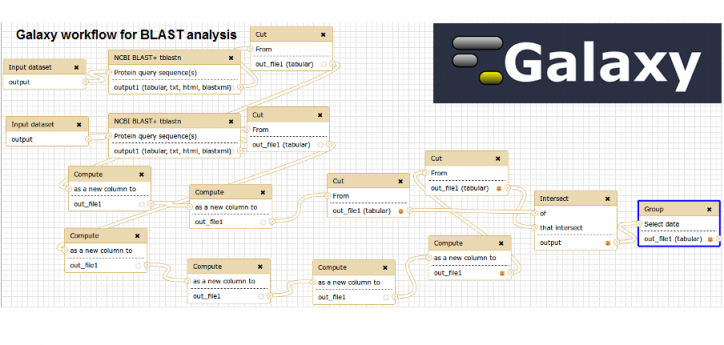 Galaxy workflow for BLAST analysis
Galaxy
Input dataset ✖
output
NCBI BLAST+ tblastn ✖
Protein query sequence(s)
output1 (tabular, txt, html, blastxml)
Cut ✖
From
out_file1 (tabular)
Input dataset ✖
output
NCBI BLAST+ tblastn ✖
Protein query sequence(s)
output1 (tabular, txt, html, blastxml)
Cut ✖
From
out_file1 (tabular)
Compute ✖
as a new column to
out_file1
Compute ✖
as a new column to
out_file1
Cut ✖
From
out_file1 (tabular)
Cut ✖
From
out_file1 (tabular)
Intersect ✖
of
that intersect
output
Group ✖
Select data
out_file1 (tabular)
Compute ✖
as a new column to
out_file1
Compute ✖
as a new column to
out_file1
Compute ✖
as a new column to
out_file1
Compute ✖
as a new column to
out_file1